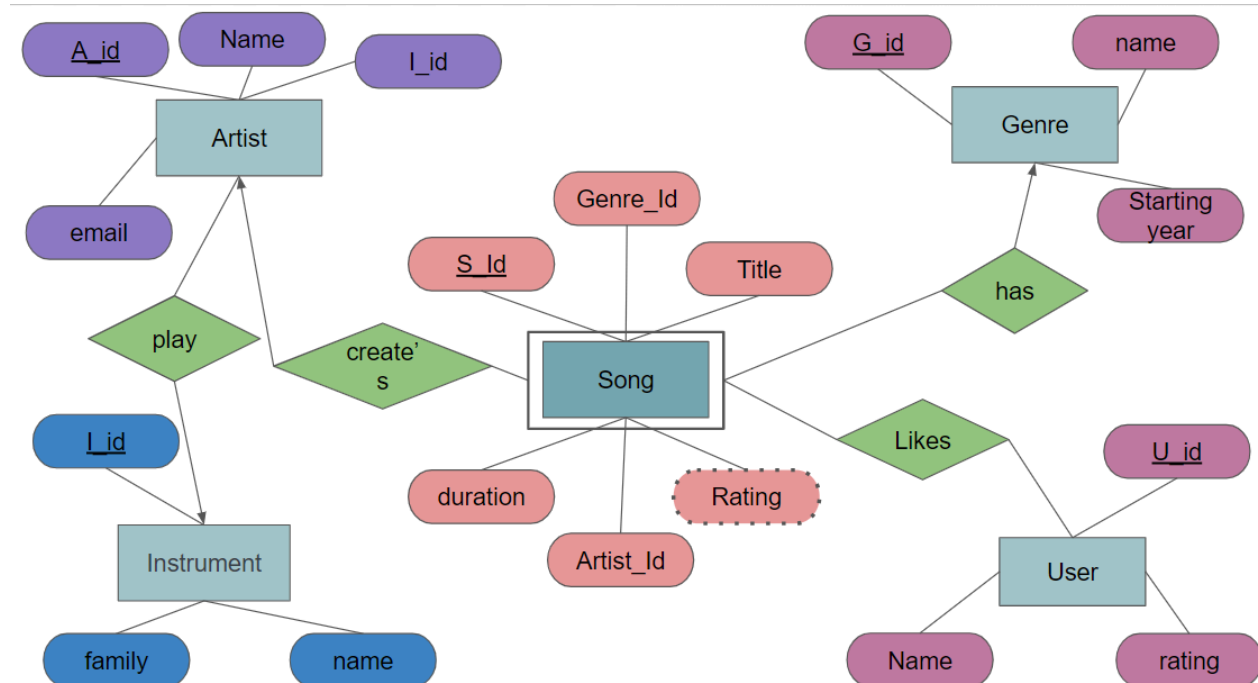 A_id
Name
I_id
G_id
name
Artist
Genre
Genre_Id
Starting
year
email
S_Id
Title
has
play
create'
s
Song
I_id
Likes
U_id
duration
Rating
Artist_Id
Instrument
User
family
name
Name
rating